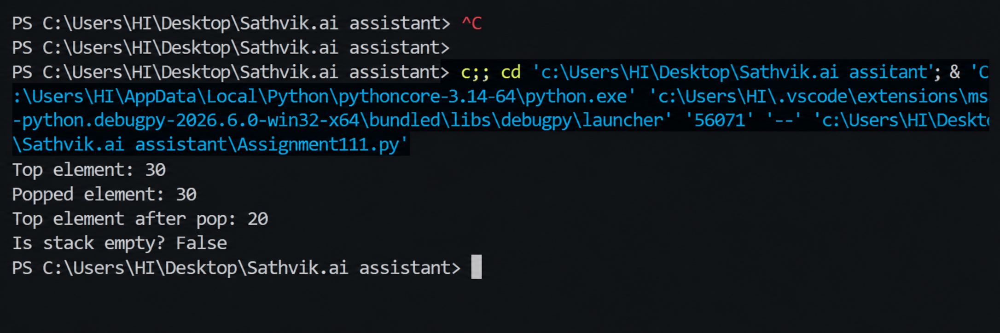 PS C:\Users\HI\Desktop\Sathvik.ai assistant> ^C
PS C:\Users\HI\Desktop\Sathvik.ai assistant>
PS C:\Users\HI\Desktop\Sathvik.ai assistant> c;; cd 'c:\Users\HI\Desktop\Sathvik.ai assitant'; & 'C
:\Users\HI\AppData\Local\Python\pythoncore-3.14-64\python.exe' 'c:\Users\HI\.vscode\extensions\ms
-python.debugpy-2026.6.0-win32-x64\bundled\libs\debugpy\launcher' '56071' '--' 'c:\Users\HI\Deskto
\Sathvik.ai assistant\Assignment111.py'
Top element: 30
Popped element: 30
Top element after pop: 20
Is stack empty? False
PS C:\Users\HI\Desktop\Sathvik.ai assistant>